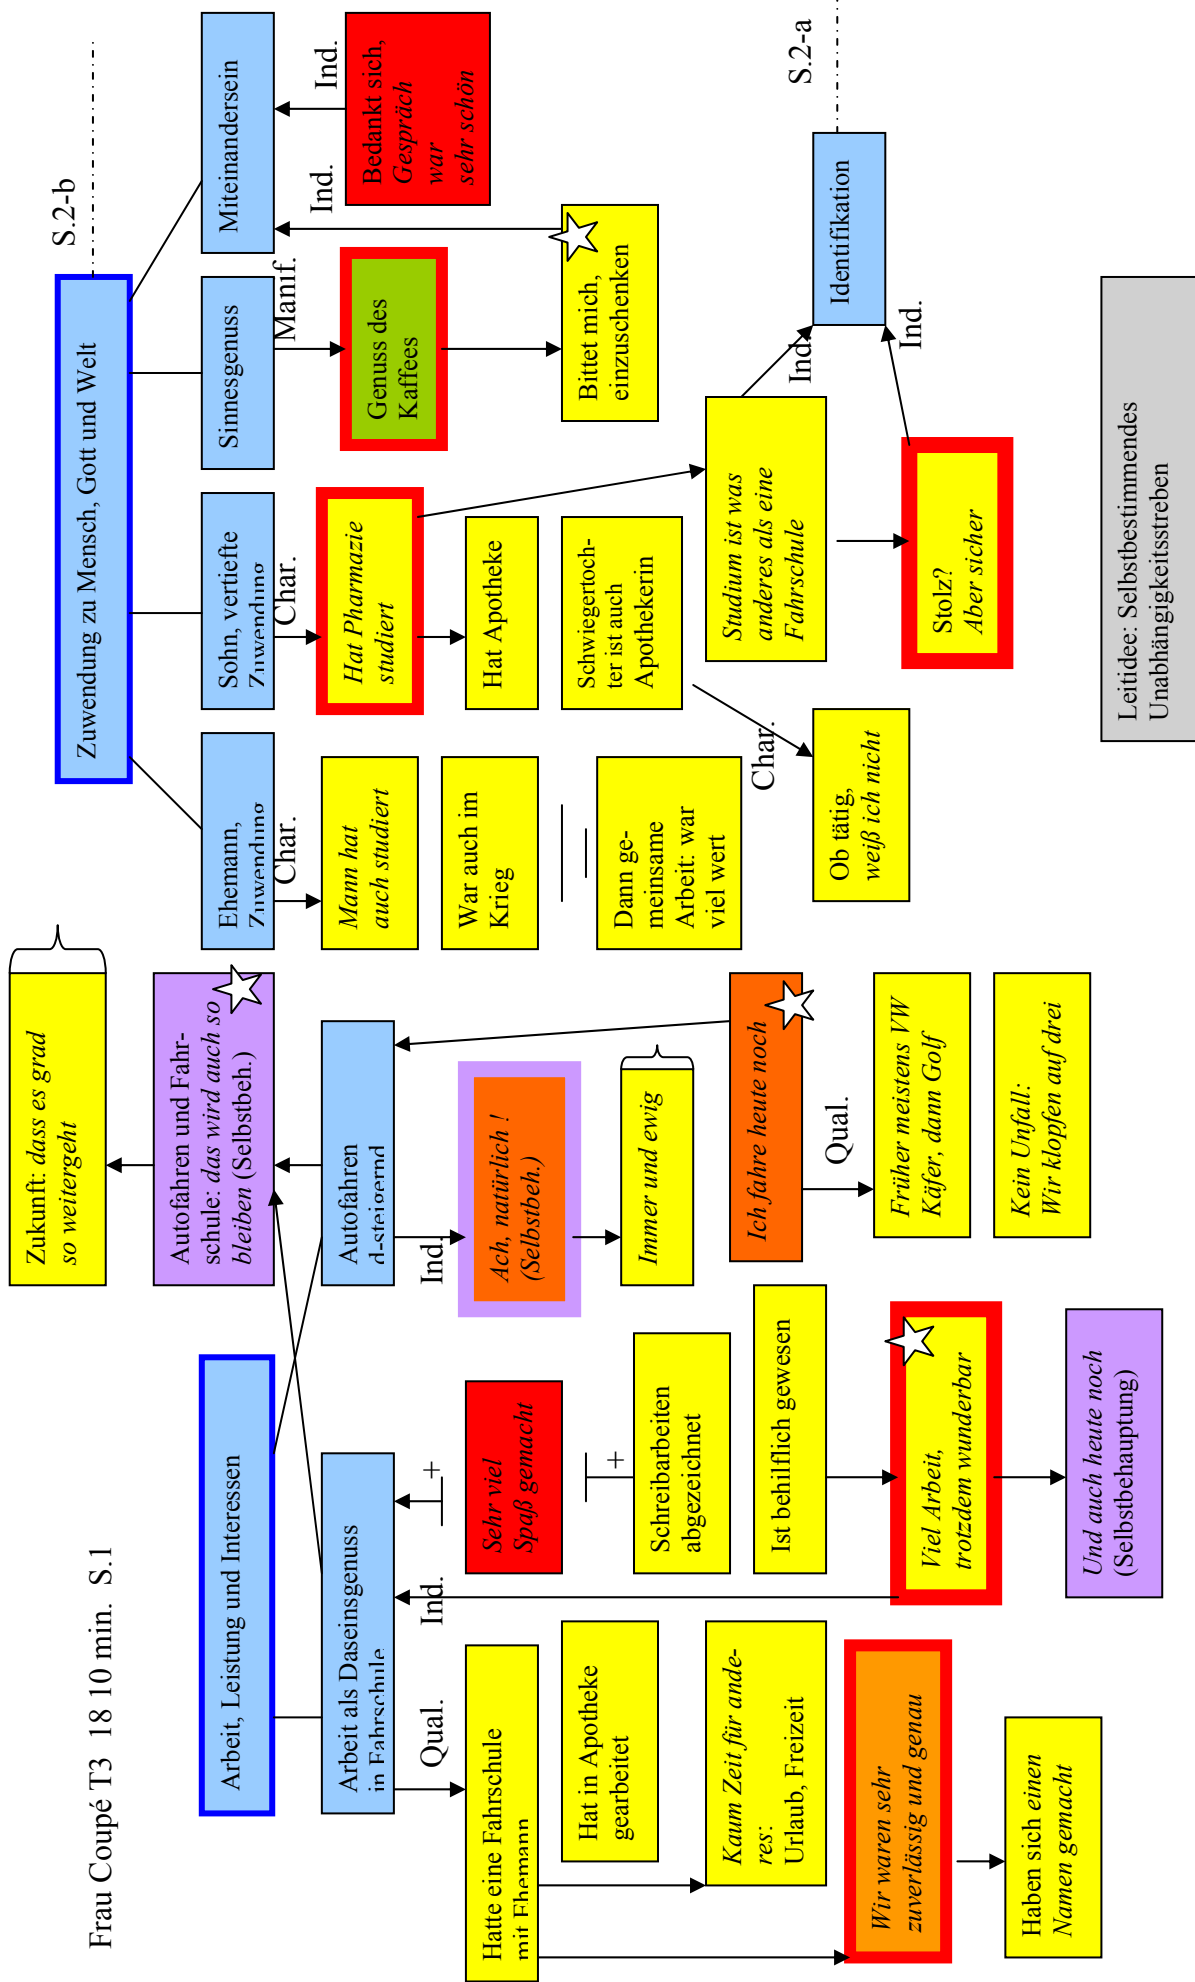 Frau Coupé T3  18 10 min.  S.1
Arbeit, Leistung und Interessen
Arbeit als Daseinsgenuss
in Fahrschule
Qual.
Hatte eine Fahrschule
mit Ehemann
Hat in Apotheke
gearbeitet
Kaum Zeit für ande-
res:
Urlaub, Freizeit
Wir waren sehr
zuverlässig und genau
Haben sich einen
Namen gemacht
Ind.
+
Sehr viel
Spaß gemacht
+
Schreibarbeiten
abgezeichnet
Ist behilflich gewesen
Viel Arbeit,
trotzdem wunderbar
Und auch heute noch
(Selbstbehauptung)
Zukunft: dass es grad
so weitergeht
Autofahren und Fahr-
schule: das wird auch so
bleiben (Selbstbeh.)
Autofahren
d-steigernd
Ind.
Ach, natürlich !
(Selbstbeh.)
Immer und ewig
Ich fahre heute noch
Qual.
Früher meistens VW
Käfer, dann Golf
Kein Unfall:
Wir klopfen auf drei
S.2-b
Zuwendung zu Mensch, Gott und Welt
Ehemann,
Zuwendung
Char.
Mann hat
auch studiert
War auch im
Krieg
Dann ge-
meinsame
Arbeit: war
viel wert
Sohn, vertiefte
Zuwendung
Char.
Hat Pharmazie
studiert
Hat Apotheke
Schwiegertoch-
ter ist auch
Apothekerin
Char.
Ob tätig,
weiß ich nicht
Studium ist was
anderes als eine
Fahrschule
Stolz?
Aber sicher
Ind.
Ind.
Identifikation
S.2-a
Sinnesgenuss
Manif.
Genuss des
Kaffees
Bittet mich,
einzuschenken
Miteinandersein
Ind.
Ind.
Bedankt sich,
Gespräch
war
sehr schön
Leitidee: Selbstbestimmendes
Unabhängigkeitsstreben